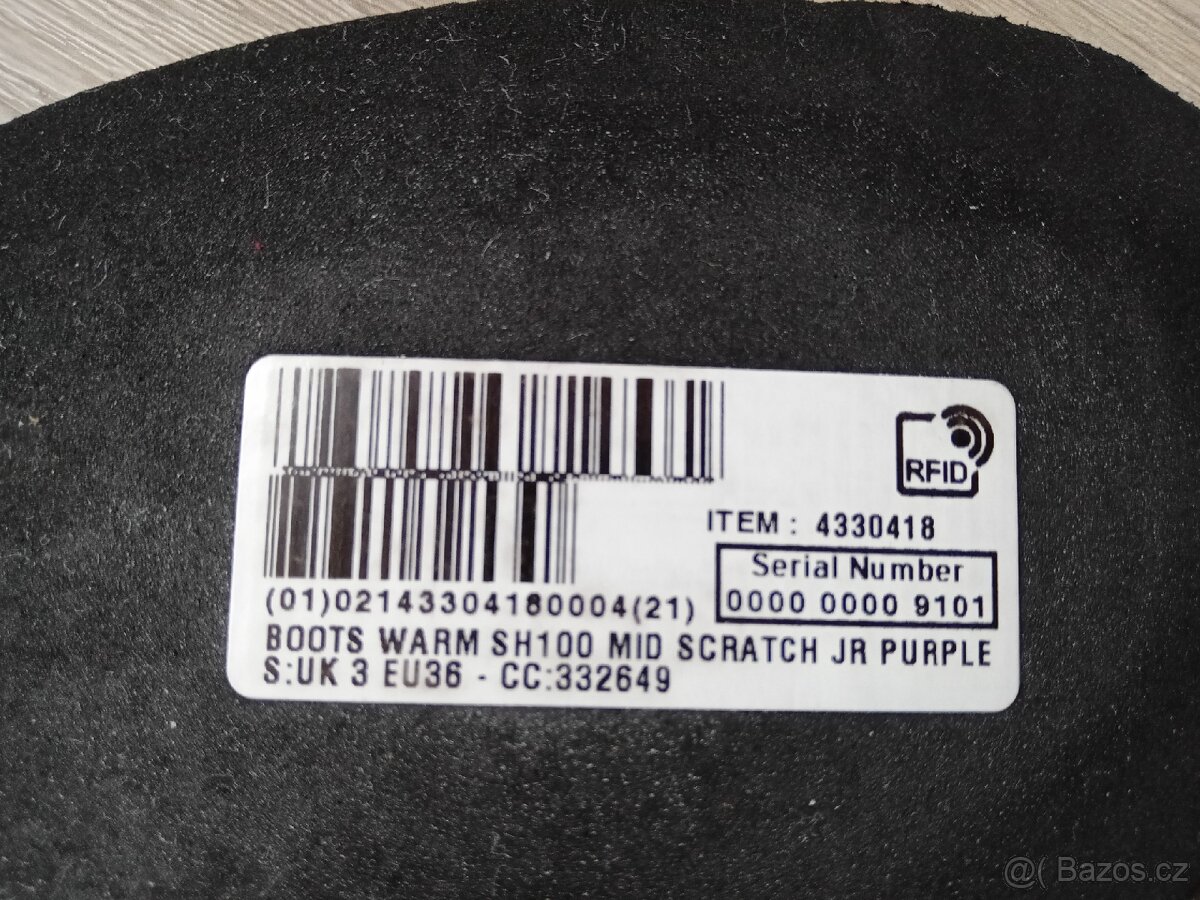 RFID
ITEM : 4330418
Serial Number
0000 0000 9101
(01)02143304180004(21)
BOOTS WARM SH100 MID SCRATCH JR PURPLE
S:UK 3 EU36 - CC:332649
@( Bazos.cz